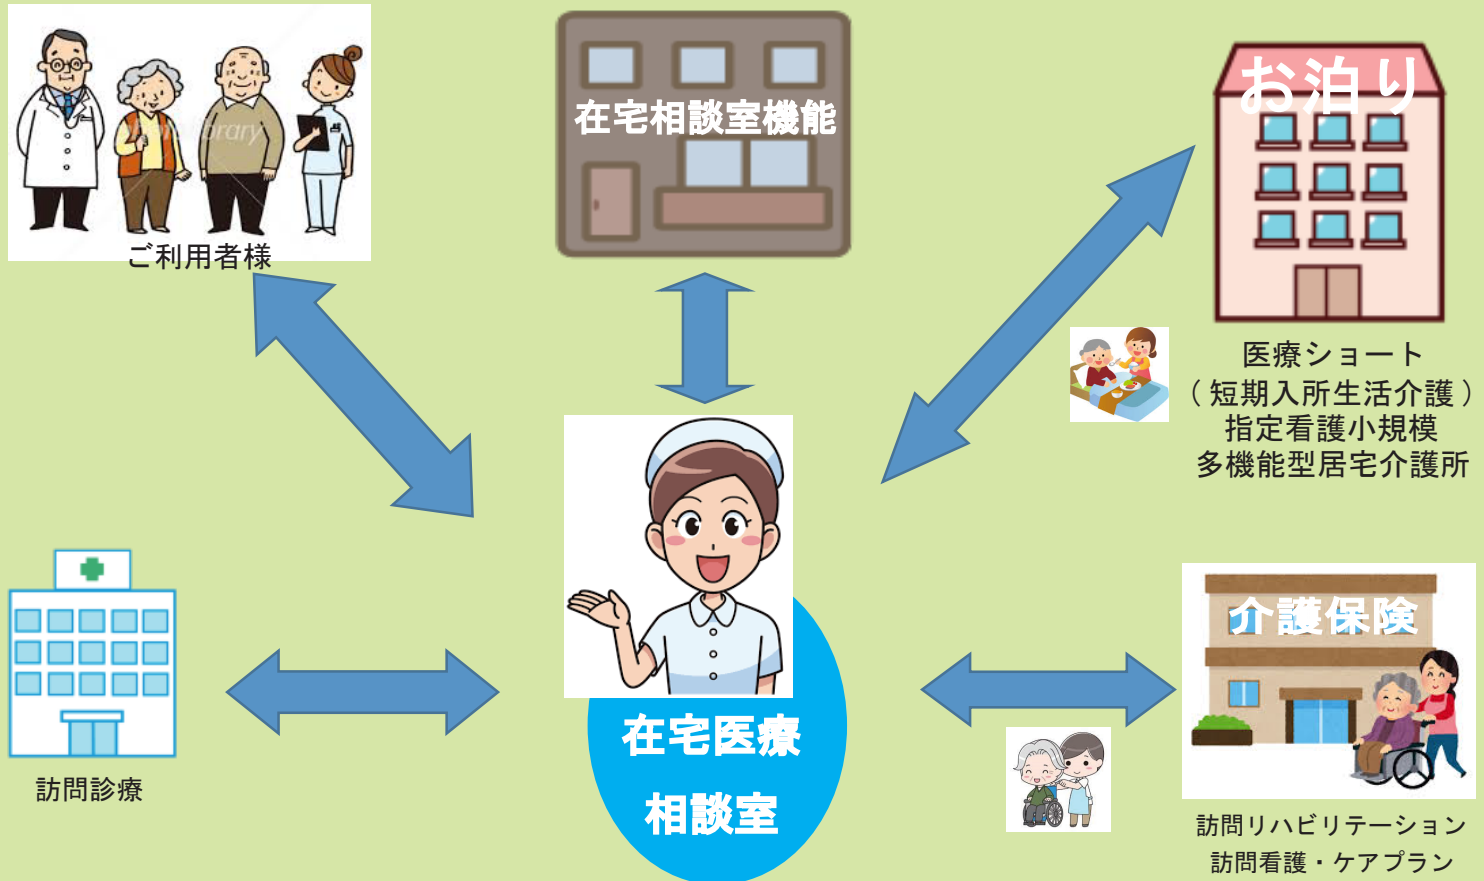 在宅相談室機能
お泊り
photolibrary
ご利用者様
医療ショート
（短期入所生活介護）
指定看護小規模
多機能型居宅介護所
介護保険
在宅医療
相談室
訪問診療
訪問リハビリテーション
訪問看護・ケアプラン